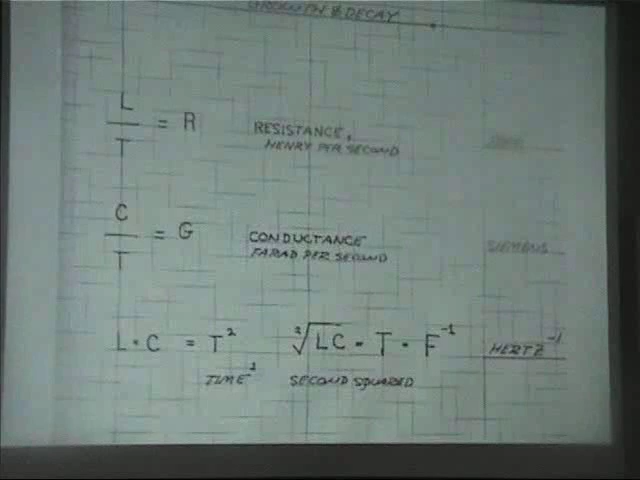 GROWTH & DECAY
L
— = R
T
RESISTANCE,
HENRY PER SECOND
C
— = G
T
CONDUCTANCE
FARAD PER SECOND
SIEMENS
L · C = T²
²√LC = T = F⁻¹
HERTZ⁻¹
TIME²
SECOND SQUARED